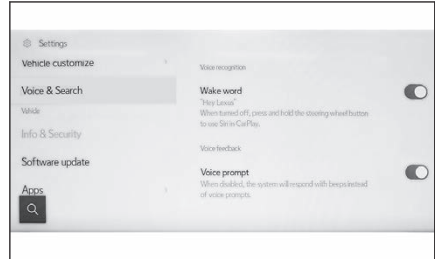 Settings
Vehicle customize
Voice & Search
Vehicle
Info & Security
Software update
Apps
Voice recognition
Wake word
"Hey Lexus"
When turned off, press and hold the steering wheel button
to use Siri in CarPlay.
Voice feedback
Voice prompt
When disabled, the system will respond with beeps instead
of voice prompts.